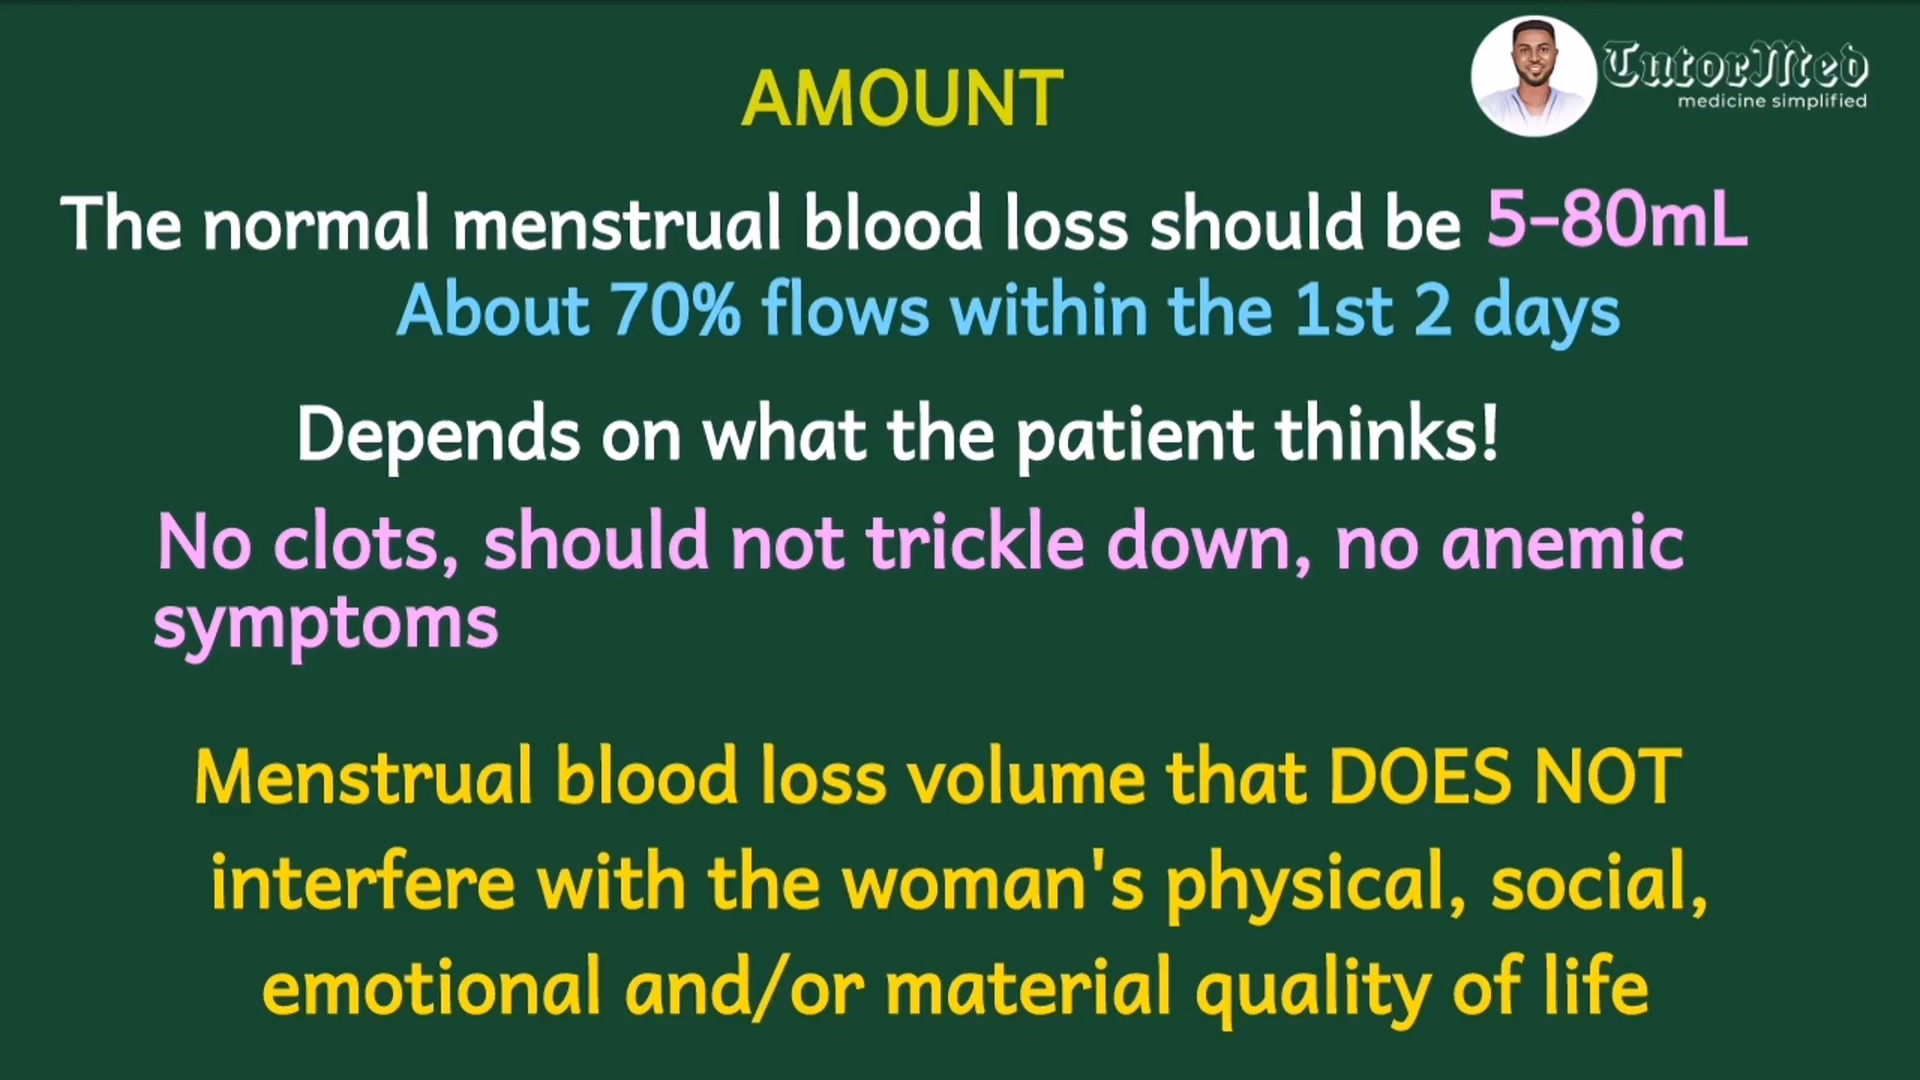 TutorMed
medicine simplified
AMOUNT
The normal menstrual blood loss should be 5-80mL
About 70% flows within the 1st 2 days
Depends on what the patient thinks!
No clots, should not trickle down, no anemic
symptoms
Menstrual blood loss volume that DOES NOT
interfere with the woman's physical, social,
emotional and/or material quality of life